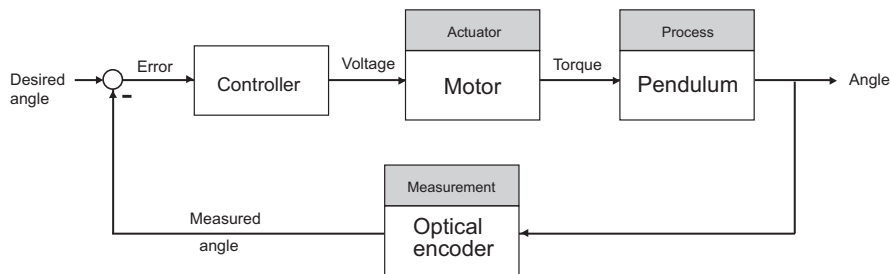 Desired
angle
Error
Controller
Voltage
Actuator
Motor
Torque
Process
Pendulum
Angle
-
Measurement
Optical
encoder
Measured
angle